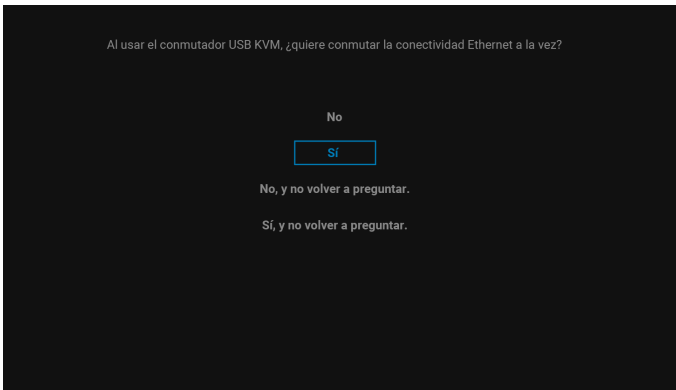 Al usar el conmutador USB KVM, ¿quiere conmutar la conectividad Ethernet a la vez?
No
Sí
No, y no volver a preguntar.
Sí, y no volver a preguntar.